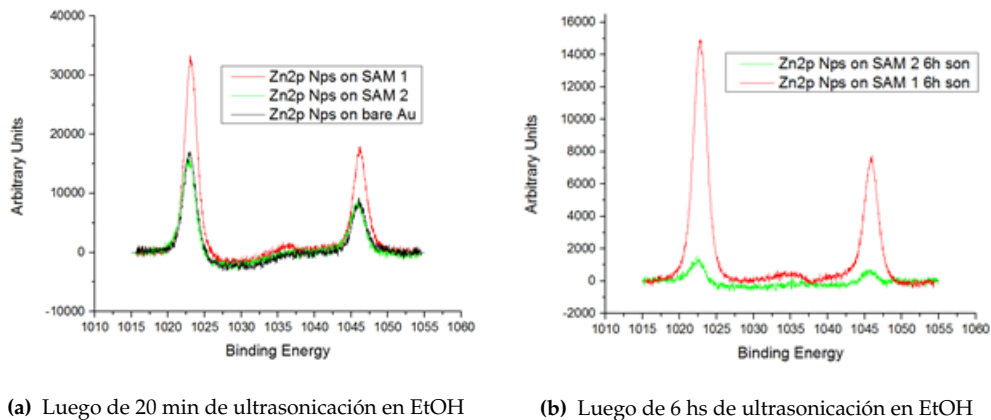 40000
30000
20000
10000
0
-10000
Arbitrary Units
Zn2p Nps on SAM 1
Zn2p Nps on SAM 2
Zn2p Nps on bare Au
1010 1015 1020 1025 1030 1035 1040 1045 1050 1055 1060
Binding Energy
(a) Luego de 20 min de ultrasonicación en EtOH
16000
14000
12000
10000
8000
6000
4000
2000
0
-2000
Arbitrary Units
Zn2p Nps on SAM 2 6h son
Zn2p Nps on SAM 1 6h son
1010 1015 1020 1025 1030 1035 1040 1045 1050 1055 1060
Binding Energy
(b) Luego de 6 hs de ultrasonicación en EtOH